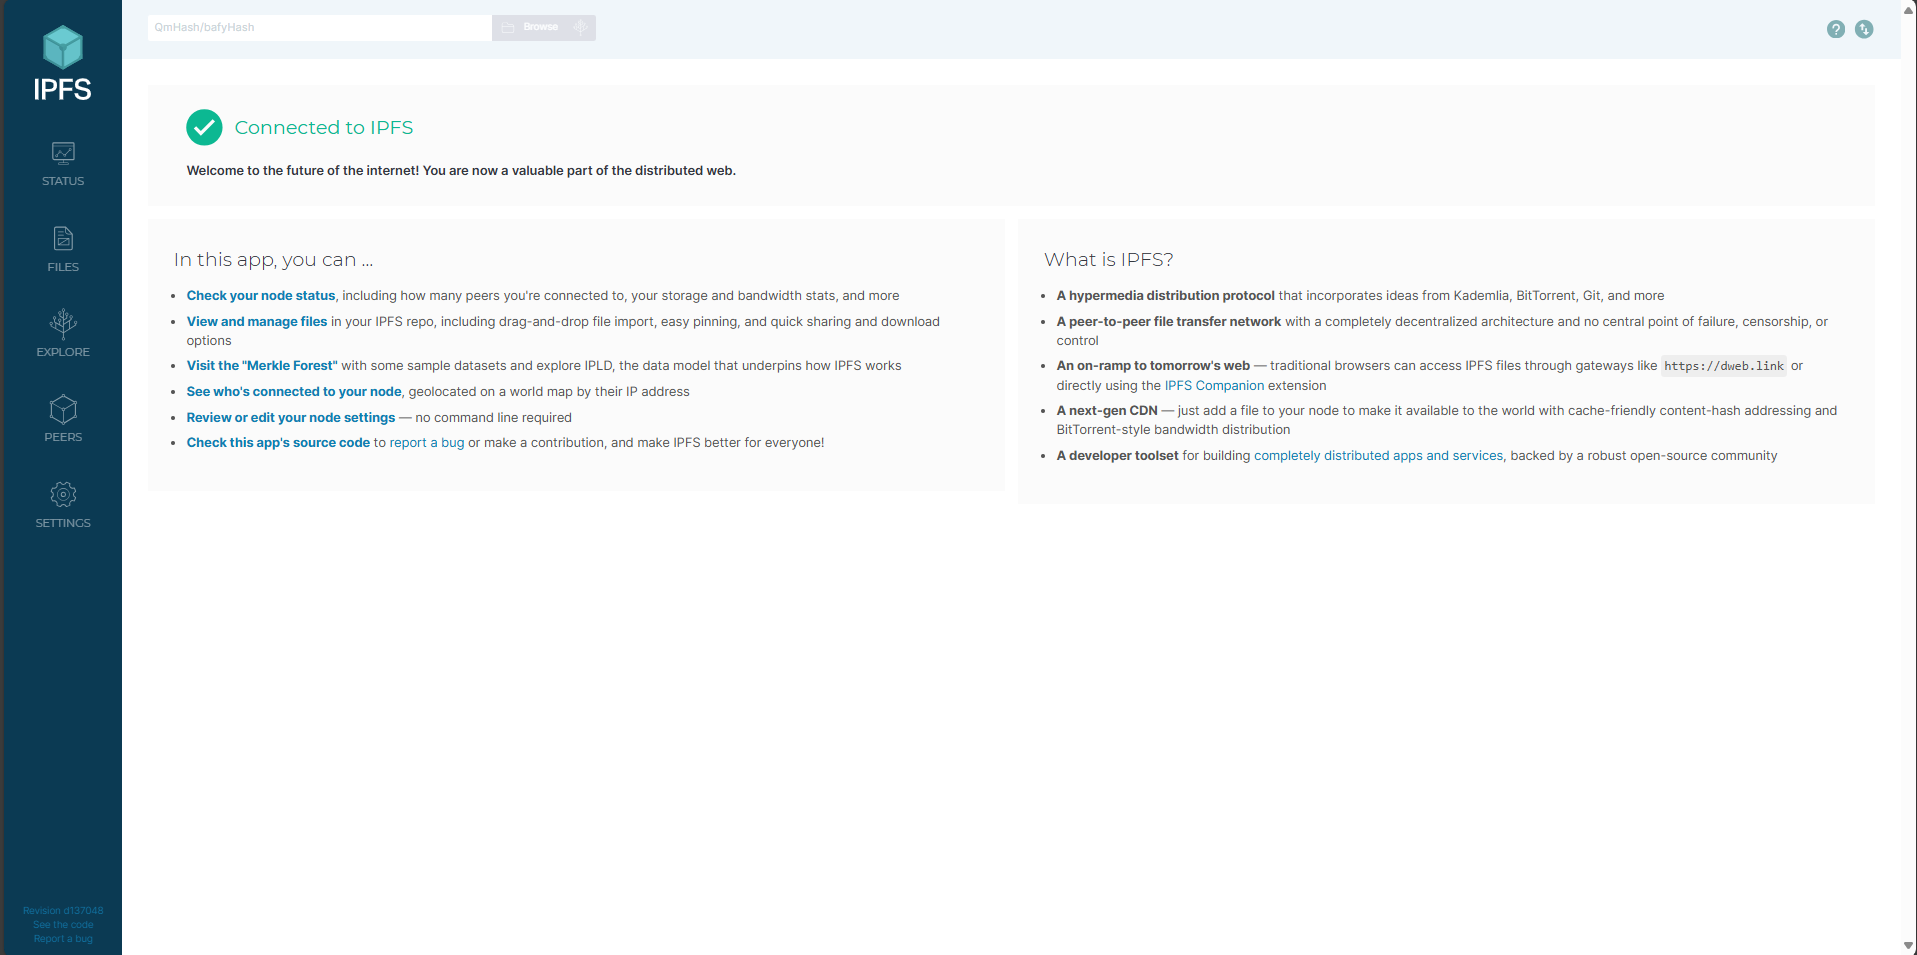 IPFS
STATUS
FILES
EXPLORE
PEERS
SETTINGS
Revision d137048
See the code
Report a bug
QmHash/bafyHash
Browse
Connected to IPFS
Welcome to the future of the internet! You are now a valuable part of the distributed web.
In this app, you can ...
Check your node status, including how many peers you're connected to, your storage and bandwidth stats, and more
View and manage files in your IPFS repo, including drag-and-drop file import, easy pinning, and quick sharing and download
options
Visit the "Merkle Forest" with some sample datasets and explore IPLD, the data model that underpins how IPFS works
See who's connected to your node, geolocated on a world map by their IP address
Review or edit your node settings — no command line required
Check this app's source code to report a bug or make a contribution, and make IPFS better for everyone!
What is IPFS?
A hypermedia distribution protocol that incorporates ideas from Kademlia, BitTorrent, Git, and more
A peer-to-peer file transfer network with a completely decentralized architecture and no central point of failure, censorship, or
control
An on-ramp to tomorrow's web — traditional browsers can access IPFS files through gateways like https://dweb.link or
directly using the IPFS Companion extension
A next-gen CDN — just add a file to your node to make it available to the world with cache-friendly content-hash addressing and
BitTorrent-style bandwidth distribution
A developer toolset for building completely distributed apps and services, backed by a robust open-source community